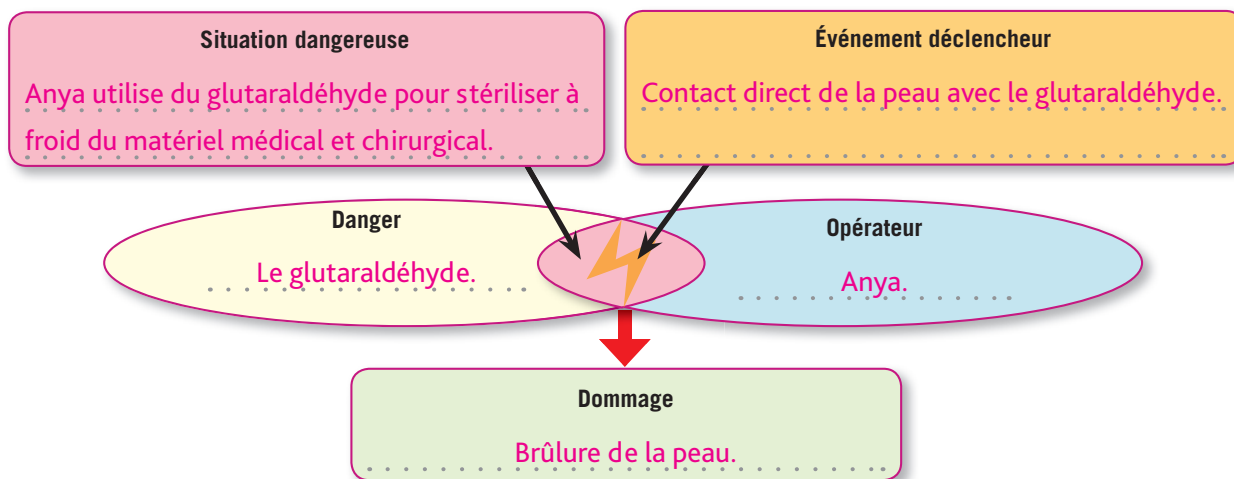 Situation dangereuse
Anya utilise du glutaraldéhyde pour stériliser à
froid du matériel médical et chirurgical.
Événement déclencheur
Contact direct de la peau avec le glutaraldéhyde.
Danger
Le glutaraldéhyde.
Opérateur
Anya.
Dommage
Brûlure de la peau.